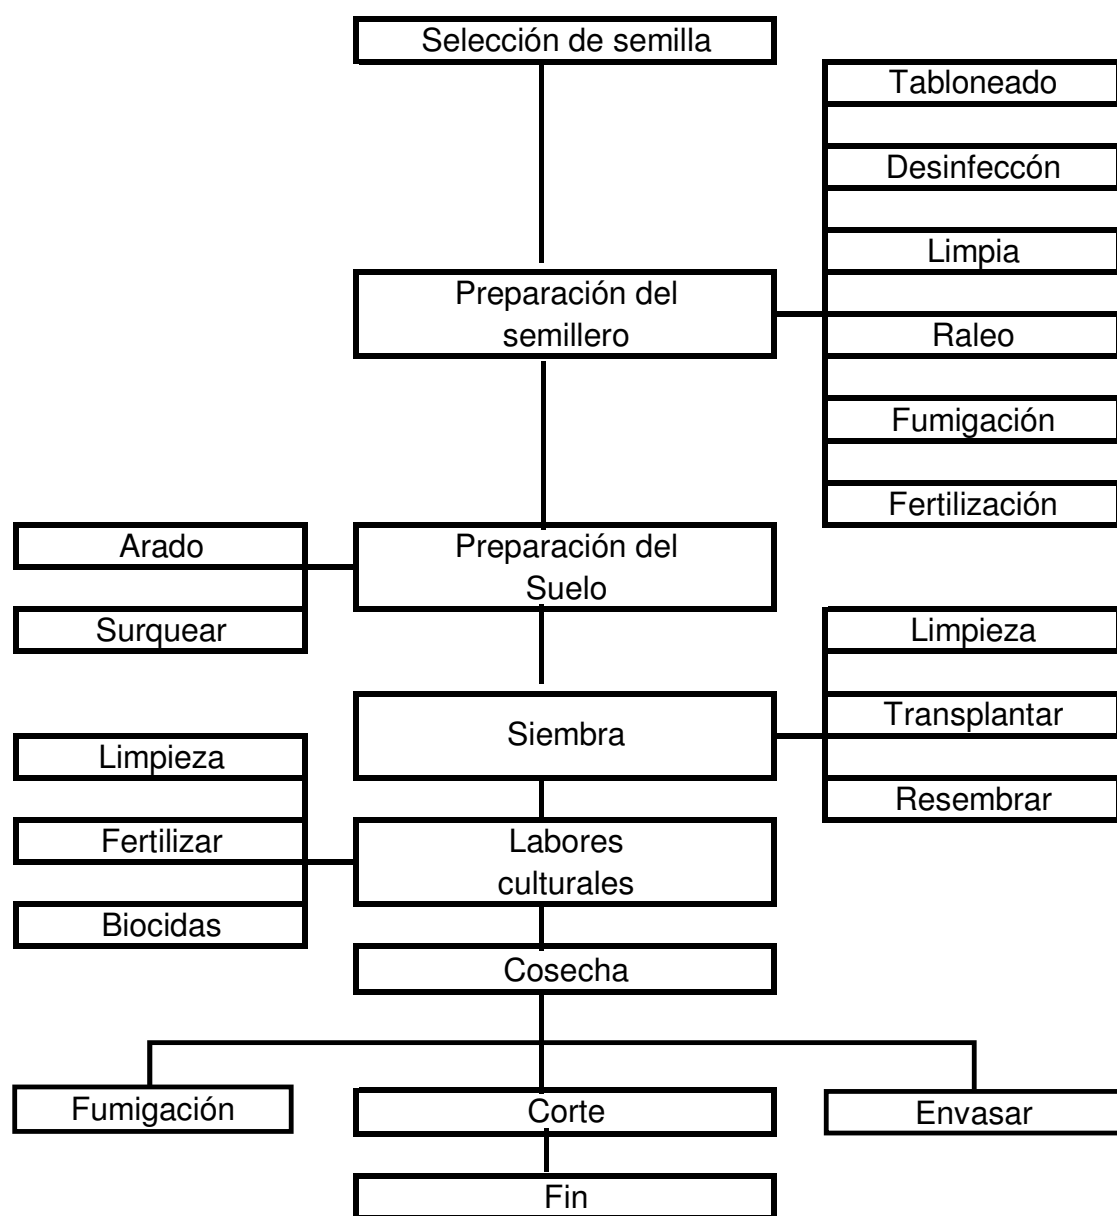 Selección de semilla
Tabloneado
Desinfeccón
Limpia
Preparación del
semillero
Raleo
Fumigación
Fertilización
Arado
Preparación del
Suelo
Surquear
Limpieza
Transplantar
Siembra
Limpieza
Resembrar
Fertilizar
Labores
culturales
Biocidas
Cosecha
Fumigación
Corte
Envasar
Fin